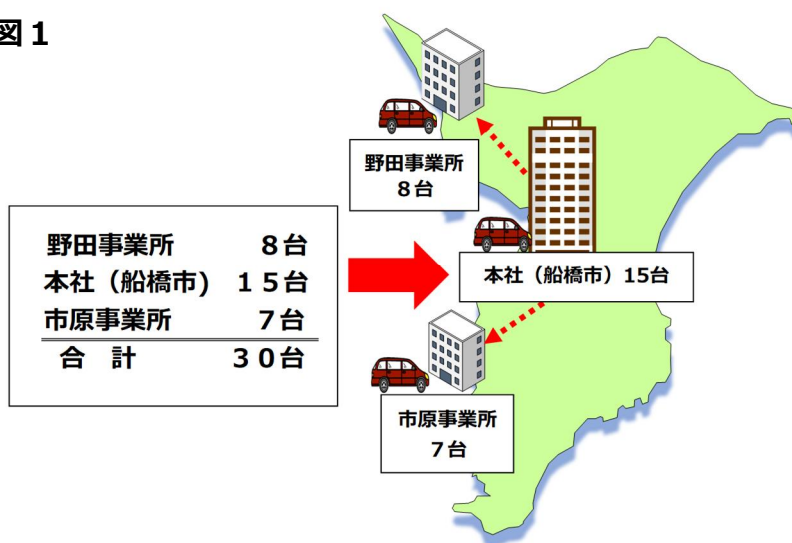 図１
野田事業所
８台
野田事業所　８台
本社（船橋市)　１５台
市原事業所　７台
合　計　３０台
本社（船橋市）15台
市原事業所
７台